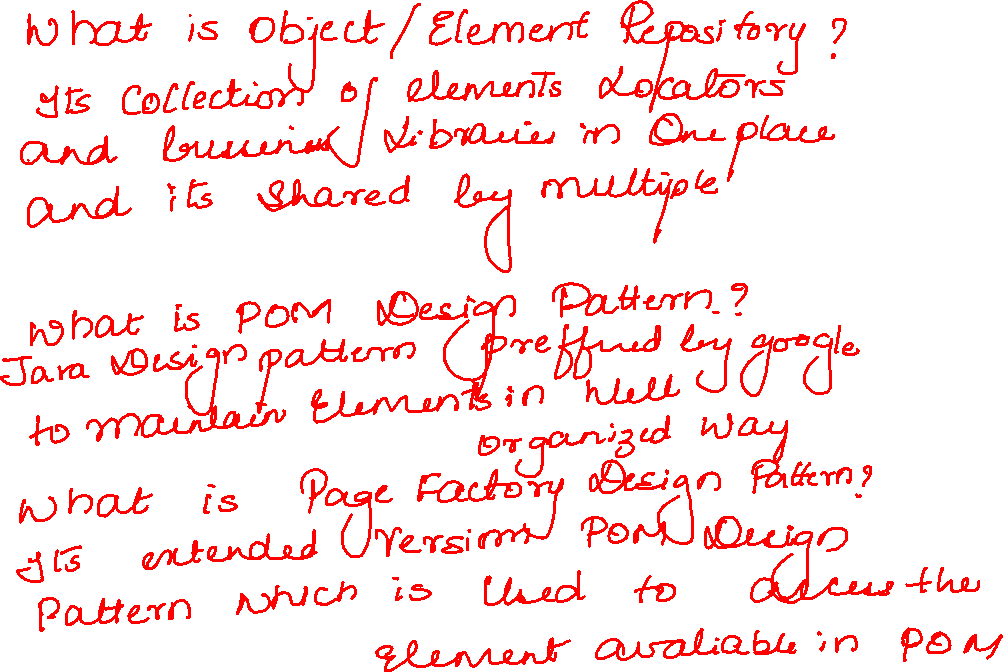 What is Object/Element Repository?
Its Collection of elements Locators
and business Libraries in One place
and its Shared by multiple
What is POM Design Pattern?
Java Design pattern (preffred by google
to maintain Elements in Well
organized way
What is Page Factory Design Pattern?
Its extended Version POM Design
Pattern which is Used to access the
Element avaliable in POM